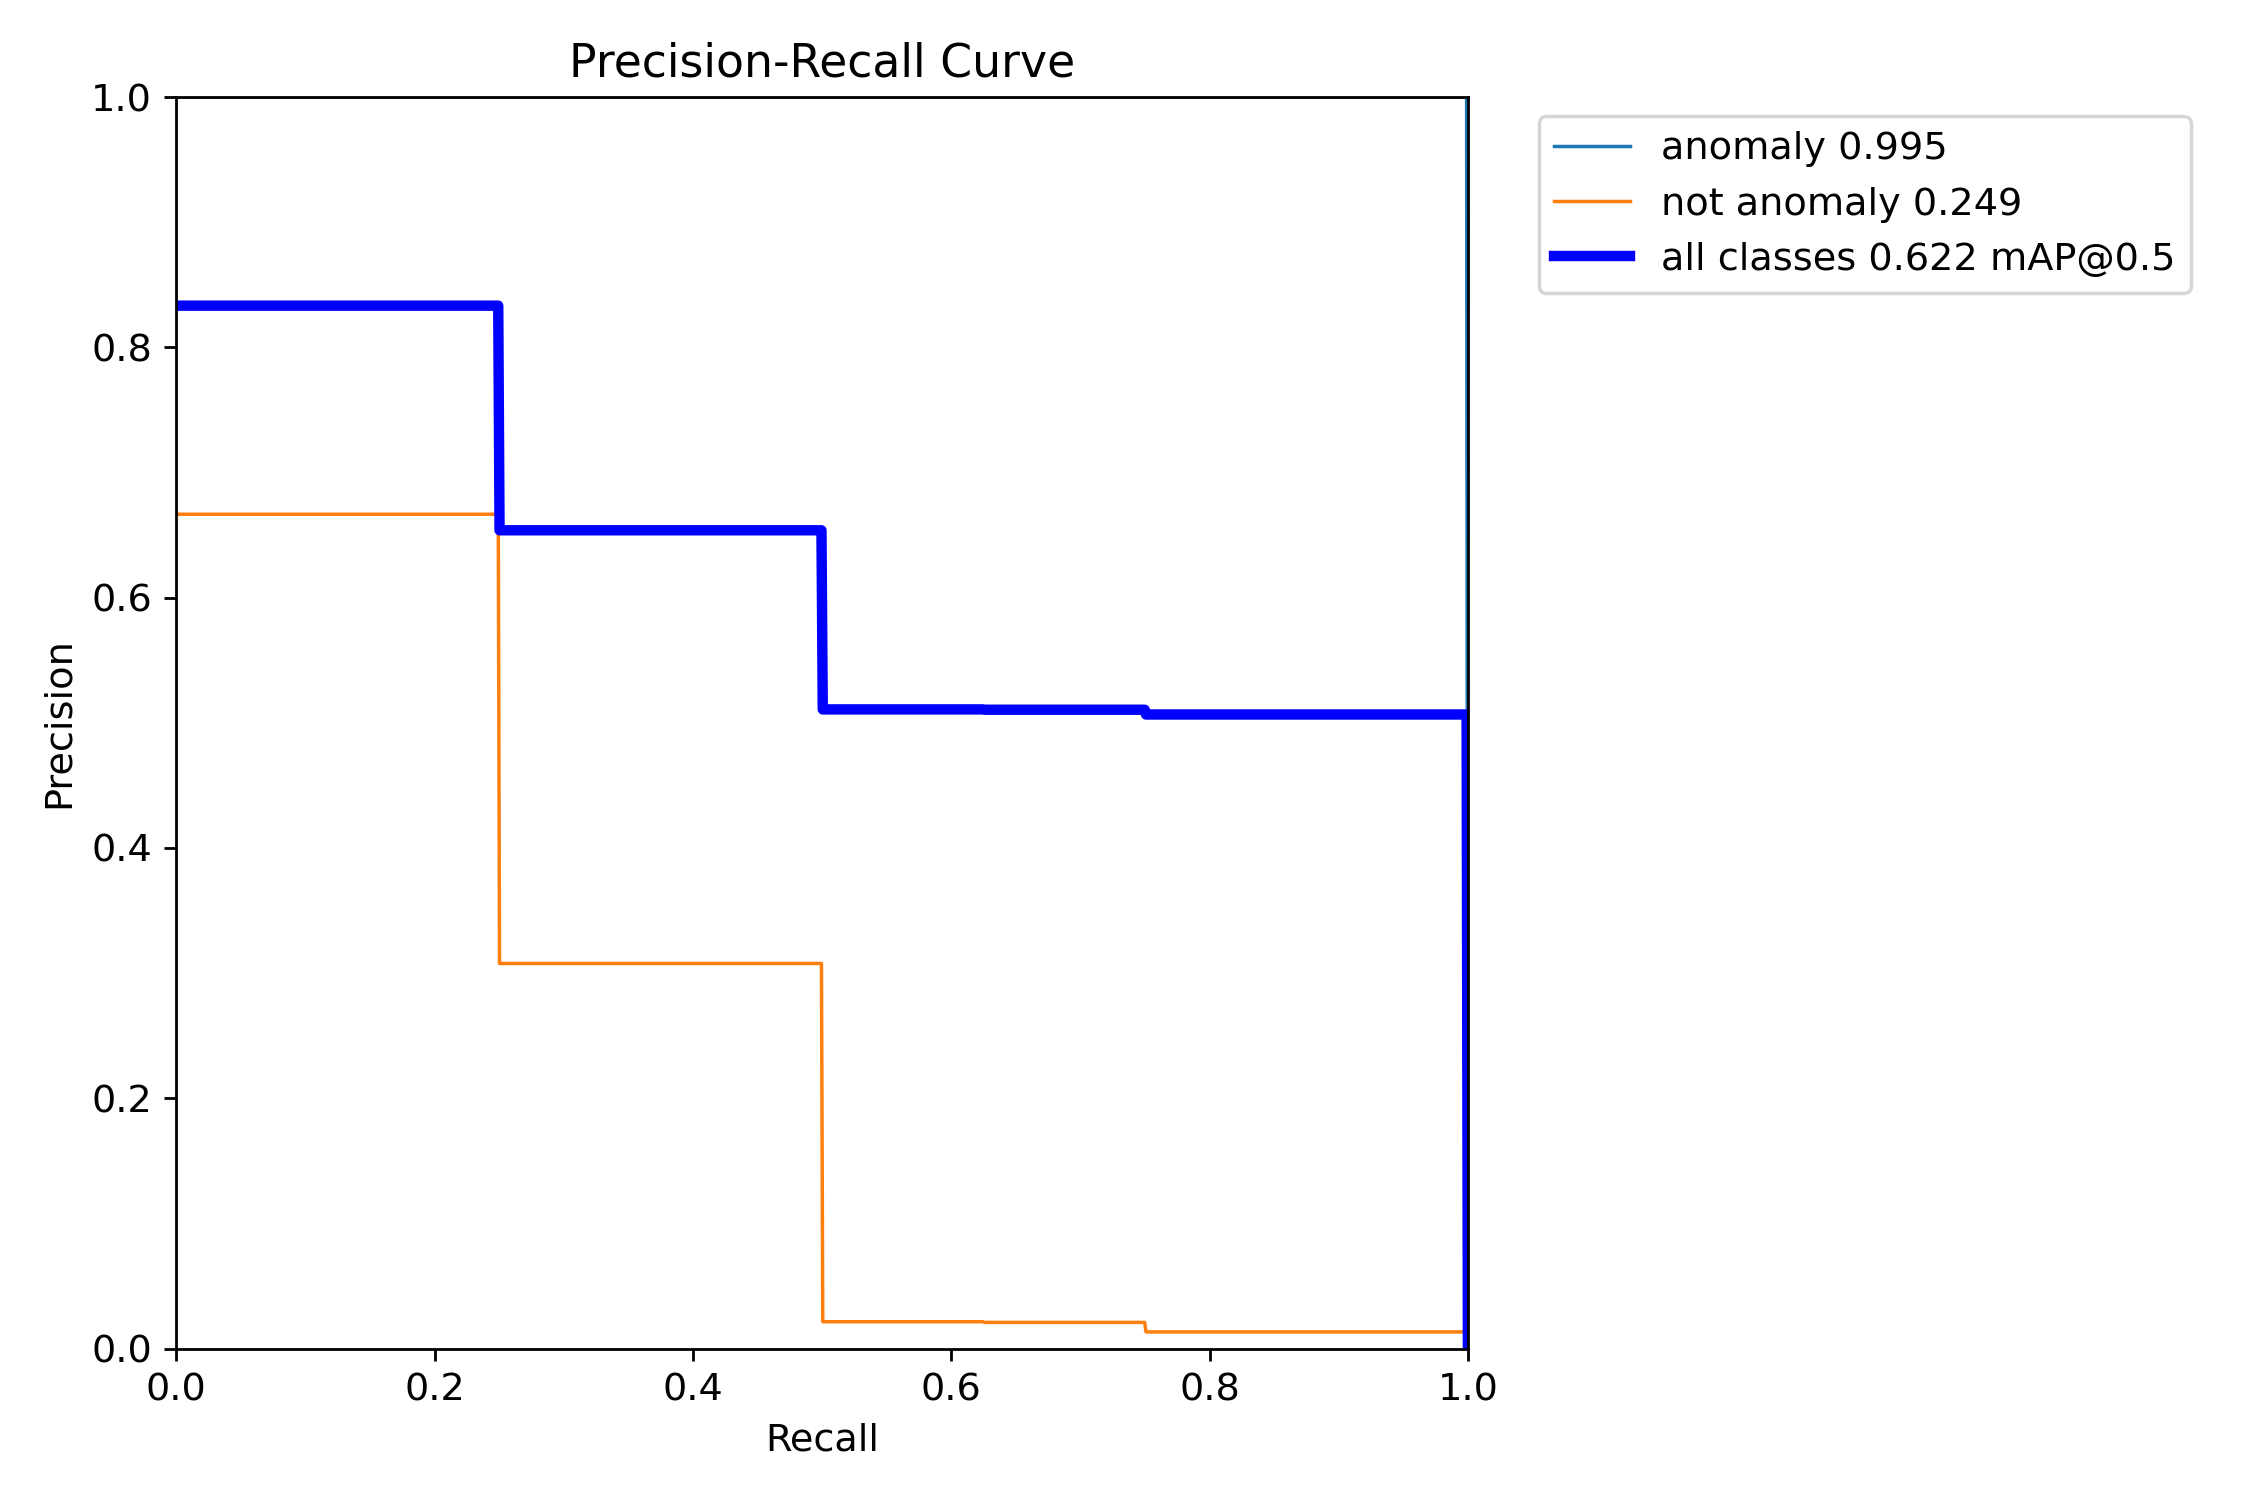 Precision-Recall Curve
anomaly 0.995
not anomaly 0.249
all classes 0.622 mAP@0.5
Precision
1.0
0.8
0.6
0.4
0.2
0.0
0.0 0.2 0.4 0.6 0.8 1.0
Recall